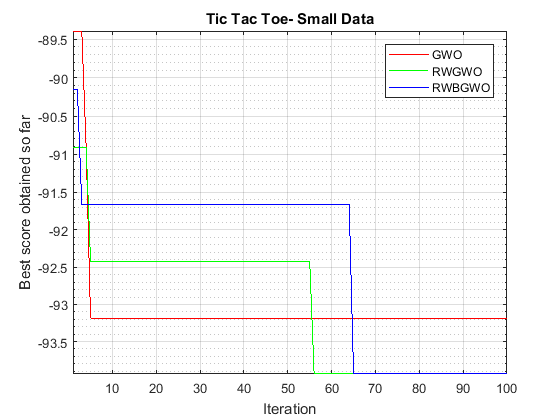 Tic Tac Toe- Small Data
-89.5
-90
-90.5
-91
-91.5
-92
-92.5
-93
-93.5
Best score obtained so far
GWO
RWGWO
RWBGWO
10 20 30 40 50 60 70 80 90 100
Iteration